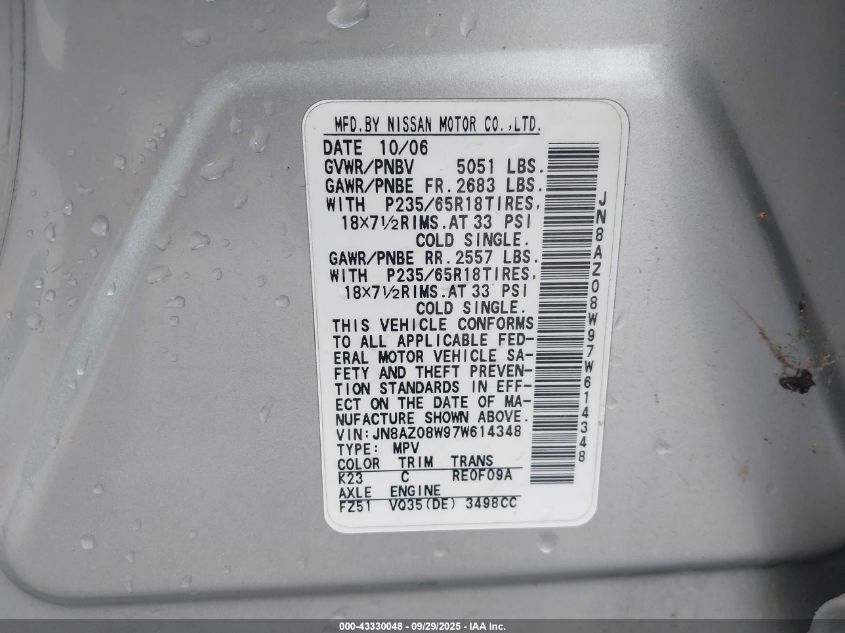 MFD.BY NISSAN MOTOR CO.,LTD.
DATE 10/06
GVWR/PNBV 5051 LBS.
GAWR/PNBE FR.2683 LBS.
WITH P235/65R18TIRES,
18X7½RIMS.AT 33 PSI
COLD SINGLE.
GAWR/PNBE RR.2557 LBS.
WITH P235/65R18TIRES,
18X7½RIMS.AT 33 PSI
COLD SINGLE.
THIS VEHICLE CONFORMS
TO ALL APPLICABLE FED-
ERAL MOTOR VEHICLE SA-
FETY AND THEFT PREVEN-
TION STANDARDS IN EFF-
ECT ON THE DATE OF MA-
NUFACTURE SHOWN ABOVE.
VIN:JN8AZ08W97W614348
TYPE: MPV
COLOR TRIM TRANS
K23 C RE0F09A
AXLE ENGINE
FZ51 VQ35(DE) 3498CC
JN8AZ08W97W614348
000-43330048 - 09/29/2025 - IAA Inc.